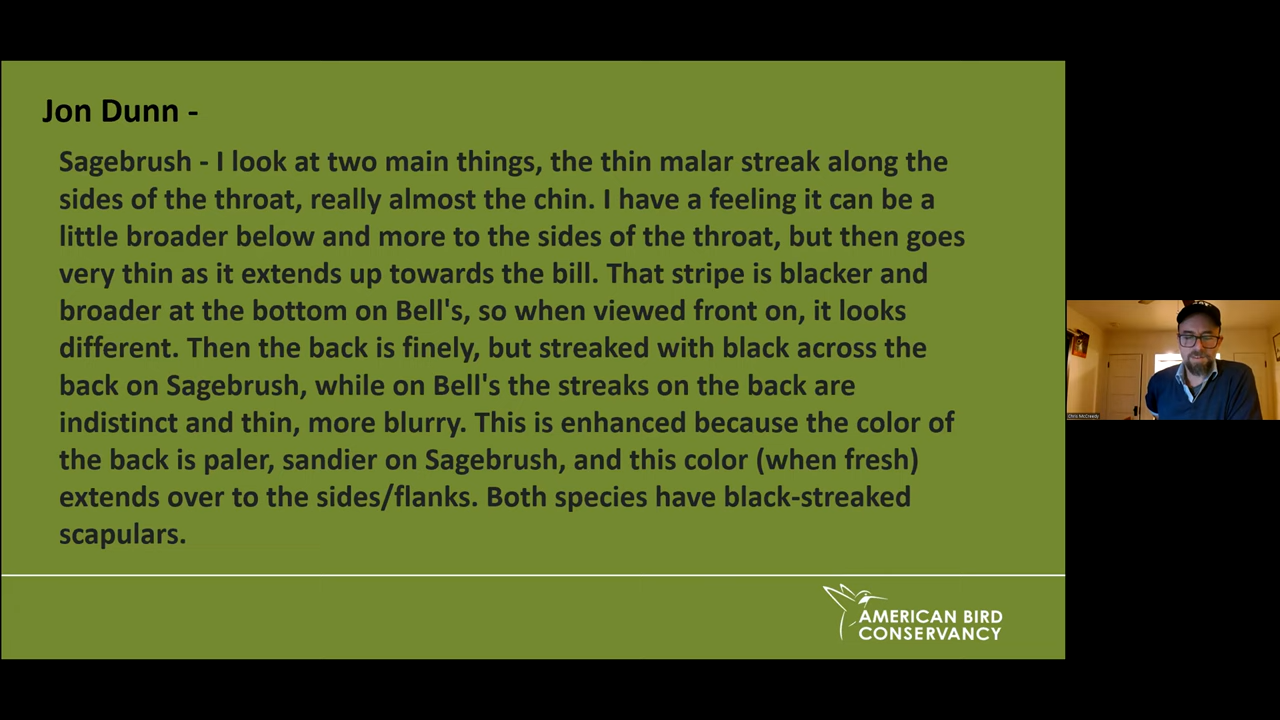 Jon Dunn -
Sagebrush - I look at two main things, the thin malar streak along the
sides of the throat, really almost the chin. I have a feeling it can be a
little broader below and more to the sides of the throat, but then goes
very thin as it extends up towards the bill. That stripe is blacker and
broader at the bottom on Bell's, so when viewed front on, it looks
different. Then the back is finely, but streaked with black across the
back on Sagebrush, while on Bell's the streaks on the back are
indistinct and thin, more blurry. This is enhanced because the color of
the back is paler, sandier on Sagebrush, and this color (when fresh)
extends over to the sides/flanks. Both species have black-streaked
scapulars.
AMERICAN BIRD
CONSERVANCY
Chris McCreedy